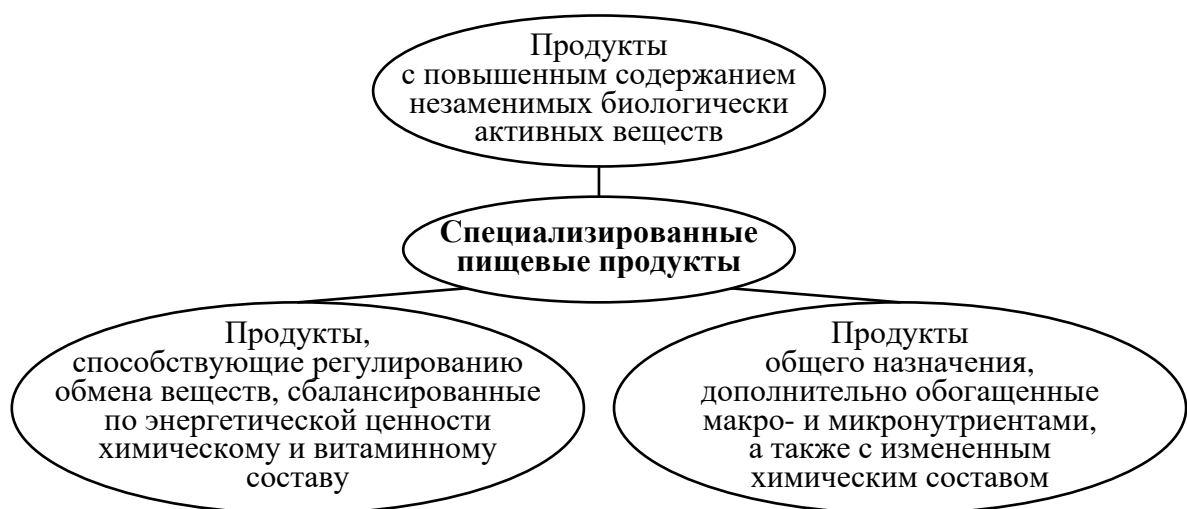 Продукты
с повышенным содержанием
незаменимых биологически
активных веществ
Специализированные
пищевые продукты
Продукты,
способствующие регулированию
обмена веществ, сбалансированные
по энергетической ценности
химическому и витаминному
составу
Продукты
общего назначения,
дополнительно обогащенные
макро- и микронутриентами,
а также с измененным
химическим составом